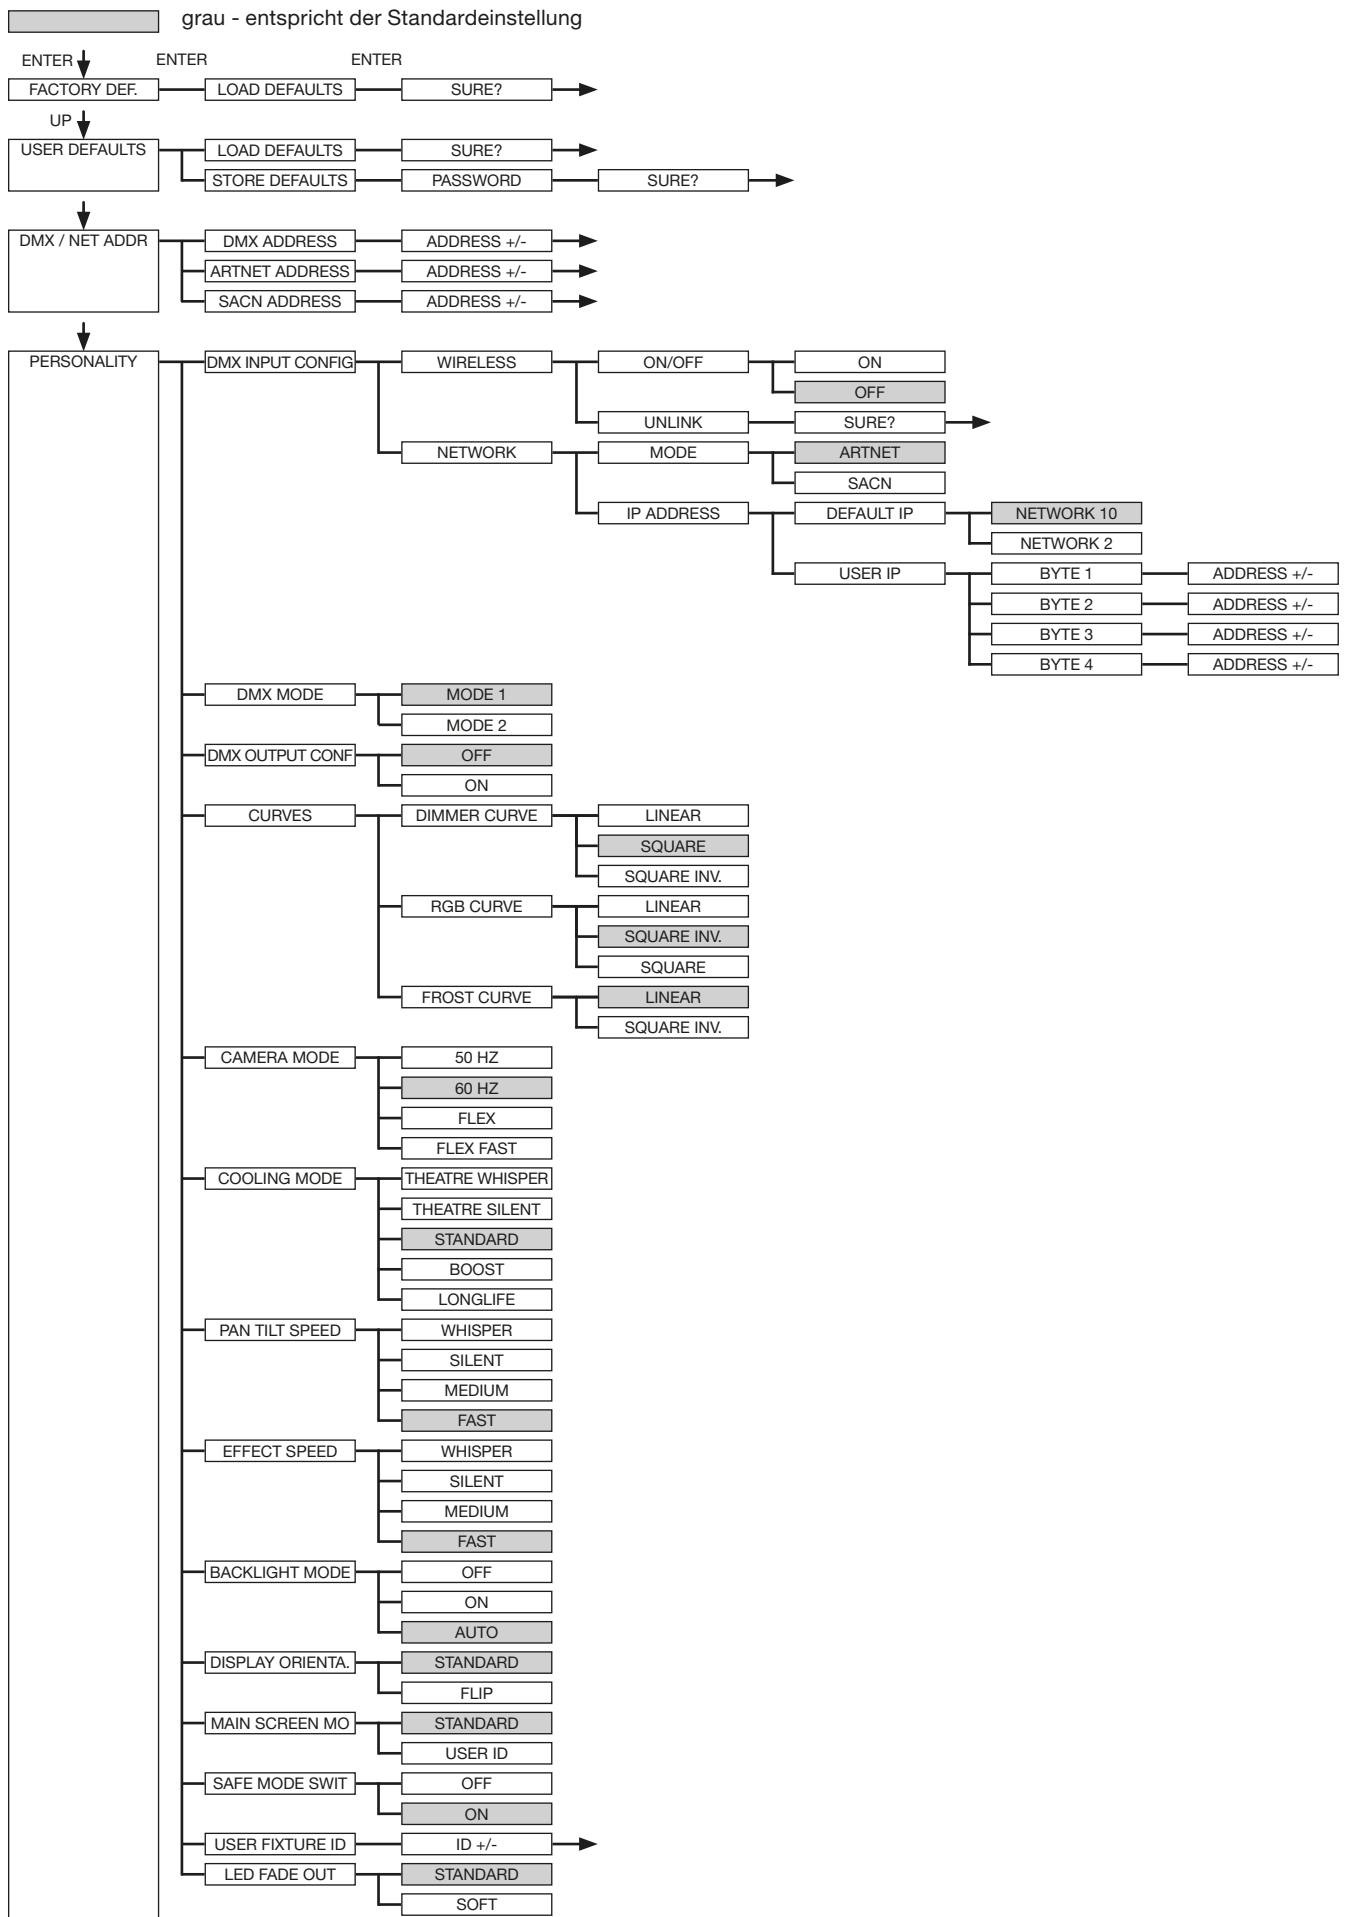 grau - entspricht der Standardeinstellung
ENTER ENTER ENTER
FACTORY DEF. LOAD DEFAULTS SURE?
UP
USER DEFAULTS LOAD DEFAULTS SURE?
STORE DEFAULTS PASSWORD SURE?
DMX / NET ADDR DMX ADDRESS ADDRESS +/-
ARTNET ADDRESS ADDRESS +/-
SACN ADDRESS ADDRESS +/-
PERSONALITY DMX INPUT CONFIG WIRELESS ON/OFF ON
OFF
UNLINK SURE?
NETWORK MODE ARTNET
SACN
IP ADDRESS DEFAULT IP NETWORK 10
NETWORK 2
USER IP BYTE 1 ADDRESS +/-
BYTE 2 ADDRESS +/-
BYTE 3 ADDRESS +/-
BYTE 4 ADDRESS +/-
DMX MODE MODE 1
MODE 2
DMX OUTPUT CONF OFF
ON
CURVES DIMMER CURVE LINEAR
SQUARE
SQUARE INV.
RGB CURVE LINEAR
SQUARE INV.
SQUARE
FROST CURVE LINEAR
SQUARE INV.
CAMERA MODE 50 HZ
60 HZ
FLEX
FLEX FAST
COOLING MODE THEATRE WHISPER
THEATRE SILENT
STANDARD
BOOST
LONGLIFE
PAN TILT SPEED WHISPER
SILENT
MEDIUM
FAST
EFFECT SPEED WHISPER
SILENT
MEDIUM
FAST
BACKLIGHT MODE OFF
ON
AUTO
DISPLAY ORIENTA. STANDARD
FLIP
MAIN SCREEN MO STANDARD
USER ID
SAFE MODE SWIT OFF
ON
USER FIXTURE ID ID +/-
LED FADE OUT STANDARD
SOFT